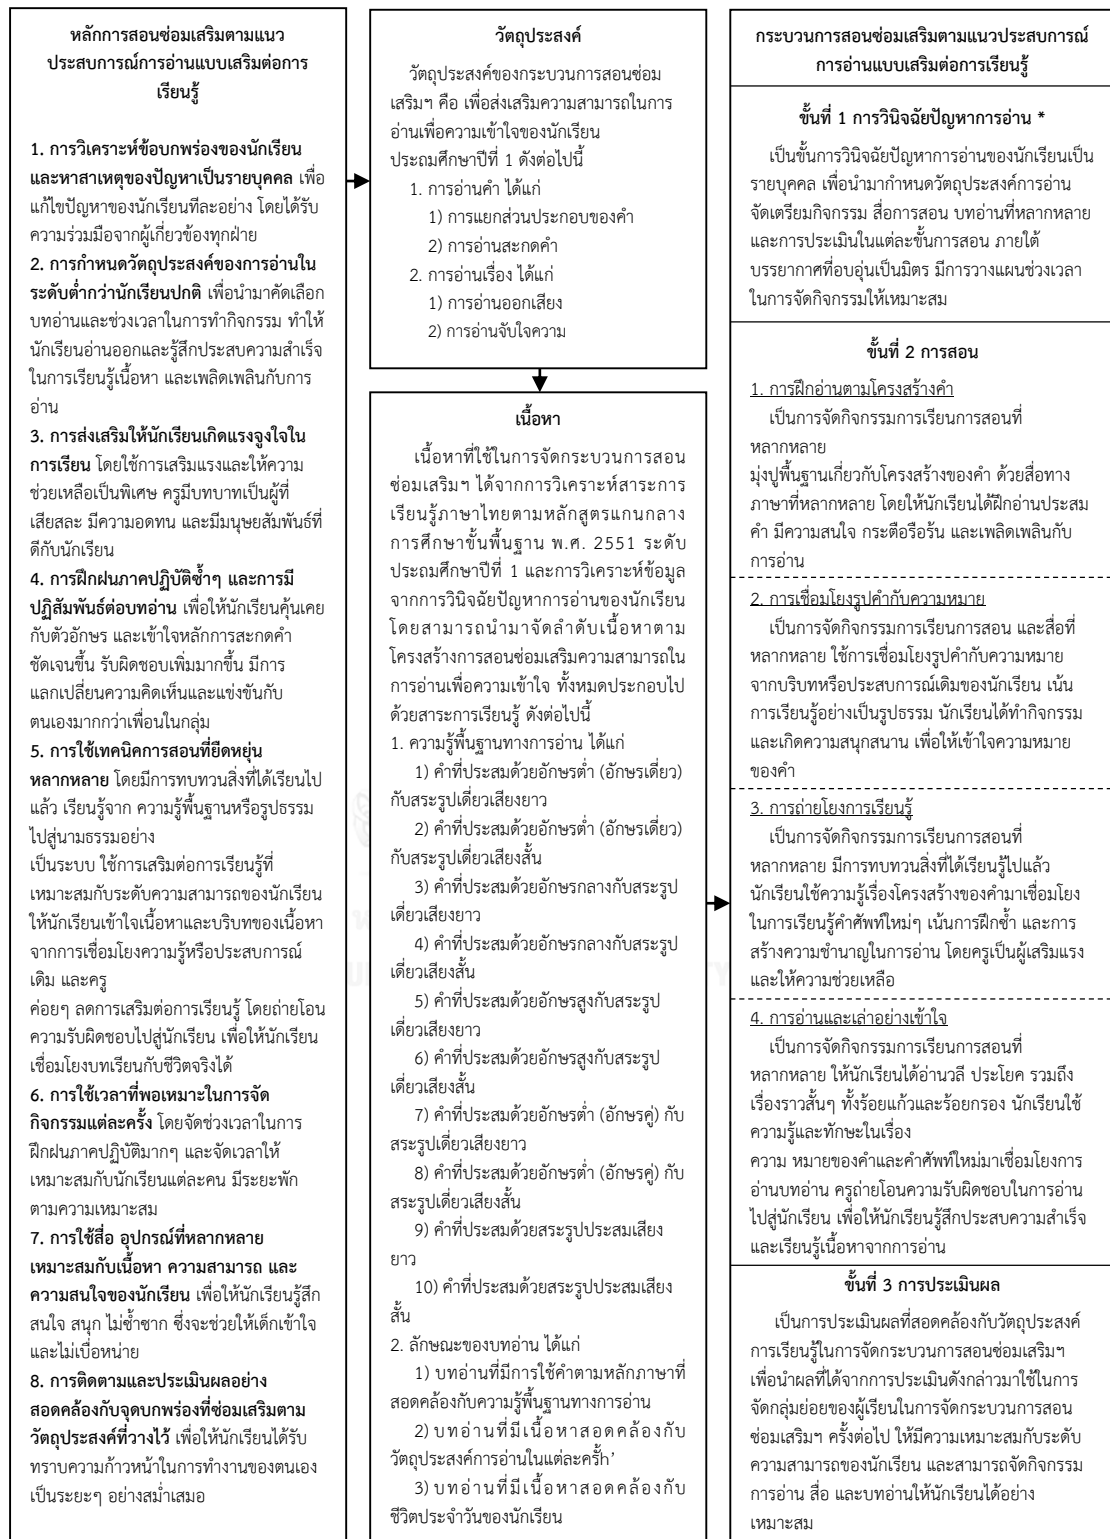 หลักการสอนซ่อมเสริมตามแนว
ประสบการณ์การอ่านแบบเสริมต่อการ
เรียนรู้
1. การวิเคราะห์ข้อบกพร่องของนักเรียน
และหาสาเหตุของปัญหาเป็นรายบุคคล เพื่อ
แก้ไขปัญหาของนักเรียนทีละอย่าง โดยได้รับ
ความร่วมมือจากผู้เกี่ยวข้องทุกฝ่าย
2. การกำหนดวัตถุประสงค์ของการอ่านใน
ระดับต่ำกว่านักเรียนปกติ เพื่อนำมาคัดเลือก
บทอ่านและช่วงเวลาในการทำกิจกรรม ทำให้
นักเรียนอ่านออกและรู้สึกประสบความสำเร็จ
ในการเรียนรู้เนื้อหา และเพลิดเพลินกับการ
อ่าน
3. การส่งเสริมให้นักเรียนเกิดแรงจูงใจใน
การเรียน โดยใช้การเสริมแรงและให้ความ
ช่วยเหลือเป็นพิเศษ ครูมีบทบาทเป็นผู้ที่
เสียสละ มีความอดทน และมีมนุษยสัมพันธ์ที่
ดีกับนักเรียน
4. การฝึกฝนภาคปฏิบัติซ้ำๆ และการมี
ปฏิสัมพันธ์ต่อบทอ่าน เพื่อให้นักเรียนคุ้นเคย
กับตัวอักษร และเข้าใจหลักการสะกดคำ
ชัดเจนขึ้น รับผิดชอบเพิ่มมากขึ้น มีการ
แลกเปลี่ยนความคิดเห็นและแข่งขันกับ
ตนเองมากกว่าเพื่อนในกลุ่ม
5. การใช้เทคนิคการสอนที่ยืดหยุ่น
หลากหลาย โดยมีการทบทวนสิ่งที่ได้เรียนไป
แล้ว เรียนรู้จาก ความรู้พื้นฐานหรือรูปธรรม
ไปสู่นามธรรมอย่าง
เป็นระบบ ใช้การเสริมต่อการเรียนรู้ที่
เหมาะสมกับระดับความสามารถของนักเรียน
ให้นักเรียนเข้าใจเนื้อหาและบริบทของเนื้อหา
จากการเชื่อมโยงความรู้หรือประสบการณ์
เดิม และครู
ค่อยๆ ลดการเสริมต่อการเรียนรู้ โดยถ่ายโอน
ความรับผิดชอบไปสู่นักเรียน เพื่อให้นักเรียน
เชื่อมโยงบทเรียนกับชีวิตจริงได้
6. การใช้เวลาที่พอเหมาะในการจัด
กิจกรรมแต่ละครั้ง โดยจัดช่วงเวลาในการ
ฝึกฝนภาคปฏิบัติมากๆ และจัดเวลาให้
เหมาะสมกับนักเรียนแต่ละคน มีระยะพัก
ตามความเหมาะสม
7. การใช้สื่อ อุปกรณ์ที่หลากหลาย
เหมาะสมกับเนื้อหา ความสามารถ และ
ความสนใจของนักเรียน เพื่อให้นักเรียนรู้สึก
สนใจ สนุก ไม่ซ้ำซาก ซึ่งจะช่วยให้เด็กเข้าใจ
และไม่เบื่อหน่าย
8. การติดตามและประเมินผลอย่าง
สอดคล้องกับจุดบกพร่องที่ซ่อมเสริมตาม
วัตถุประสงค์ที่วางไว้ เพื่อให้นักเรียนได้รับ
ทราบความก้าวหน้าในการทำงานของตนเอง
เป็นระยะๆ อย่างสม่ำเสมอ
วัตถุประสงค์
วัตถุประสงค์ของกระบวนการสอนซ่อม
เสริมฯ คือ เพื่อส่งเสริมความสามารถในการ
อ่านเพื่อความเข้าใจของนักเรียน
ประถมศึกษาปีที่ 1 ดังต่อไปนี้
1. การอ่านคำ ได้แก่
1) การแยกส่วนประกอบของคำ
2) การอ่านสะกดคำ
2. การอ่านเรื่อง ได้แก่
1) การอ่านออกเสียง
2) การอ่านจับใจความ
เนื้อหา
เนื้อหาที่ใช้ในการจัดกระบวนการสอน
ซ่อมเสริมฯ ได้จากการวิเคราะห์สาระการ
เรียนรู้ภาษาไทยตามหลักสูตรแกนกลาง
การศึกษาขั้นพื้นฐาน พ.ศ. 2551 ระดับ
ประถมศึกษาปีที่ 1 และการวิเคราะห์ข้อมูล
จากการวินิจฉัยปัญหาการอ่านของนักเรียน
โดยสามารถนำมาจัดลำดับเนื้อหาตาม
โครงสร้างการสอนซ่อมเสริมความสามารถใน
การอ่านเพื่อความเข้าใจ ทั้งหมดประกอบไป
ด้วยสาระการเรียนรู้ ดังต่อไปนี้
1. ความรู้พื้นฐานทางการอ่าน ได้แก่
1) คำที่ประสมด้วยอักษรต่ำ (อักษรเดี่ยว)
กับสระรูปเดี่ยวเสียงยาว
2) คำที่ประสมด้วยอักษรต่ำ (อักษรเดี่ยว)
กับสระรูปเดี่ยวเสียงสั้น
3) คำที่ประสมด้วยอักษรกลางกับสระรูป
เดี่ยวเสียงยาว
4) คำที่ประสมด้วยอักษรกลางกับสระรูป
เดี่ยวเสียงสั้น
5) คำที่ประสมด้วยอักษรสูงกับสระรูป
เดี่ยวเสียงยาว
6) คำที่ประสมด้วยอักษรสูงกับสระรูป
เดี่ยวเสียงสั้น
7) คำที่ประสมด้วยอักษรต่ำ (อักษรคู่) กับ
สระรูปเดี่ยวเสียงยาว
8) คำที่ประสมด้วยอักษรต่ำ (อักษรคู่) กับ
สระรูปเดี่ยวเสียงสั้น
9) คำที่ประสมด้วยสระรูปประสมเสียง
ยาว
10) คำที่ประสมด้วยสระรูปประสมเสียง
สั้น
2. ลักษณะของบทอ่าน ได้แก่
1) บทอ่านที่มีการใช้คำตามหลักภาษาที่
สอดคล้องกับความรู้พื้นฐานทางการอ่าน
2) บทอ่านที่มีเนื้อหาสอดคล้องกับ
วัตถุประสงค์การอ่านในแต่ละครั้h’
3) บทอ่านที่มีเนื้อหาสอดคล้องกับ
ชีวิตประจำวันของนักเรียน
กระบวนการสอนซ่อมเสริมตามแนวประสบการณ์
การอ่านแบบเสริมต่อการเรียนรู้
ขั้นที่ 1 การวินิจฉัยปัญหาการอ่าน *
เป็นขั้นการวินิจฉัยปัญหาการอ่านของนักเรียนเป็น
รายบุคคล เพื่อนำมากำหนดวัตถุประสงค์การอ่าน
จัดเตรียมกิจกรรม สื่อการสอน บทอ่านที่หลากหลาย
และการประเมินในแต่ละขั้นการสอน ภายใต้
บรรยากาศที่อบอุ่นเป็นมิตร มีการวางแผนช่วงเวลา
ในการจัดกิจกรรมให้เหมาะสม
ขั้นที่ 2 การสอน
1. การฝึกอ่านตามโครงสร้างคำ
เป็นการจัดกิจกรรมการเรียนการสอนที่
หลากหลาย
มุ่งปูพื้นฐานเกี่ยวกับโครงสร้างของคำ ด้วยสื่อทาง
ภาษาที่หลากหลาย โดยให้นักเรียนได้ฝึกอ่านประสม
คำ มีความสนใจ กระตือรือร้น และเพลิดเพลินกับ
การอ่าน
2. การเชื่อมโยงรูปคำกับความหมาย
เป็นการจัดกิจกรรมการเรียนการสอน และสื่อที่
หลากหลาย ใช้การเชื่อมโยงรูปคำกับความหมาย
จากบริบทหรือประสบการณ์เดิมของนักเรียน เน้น
การเรียนรู้อย่างเป็นรูปธรรม นักเรียนได้ทำกิจกรรม
และเกิดความสนุกสนาน เพื่อให้เข้าใจความหมาย
ของคำ
3. การถ่ายโยงการเรียนรู้
เป็นการจัดกิจกรรมการเรียนการสอนที่
หลากหลาย มีการทบทวนสิ่งที่ได้เรียนรู้ไปแล้ว
นักเรียนใช้ความรู้เรื่องโครงสร้างของคำมาเชื่อมโยง
ในการเรียนรู้คำศัพท์ใหม่ๆ เน้นการฝึกซ้ำ และการ
สร้างความชำนาญในการอ่าน โดยครูเป็นผู้เสริมแรง
และให้ความช่วยเหลือ
4. การอ่านและเล่าอย่างเข้าใจ
เป็นการจัดกิจกรรมการเรียนการสอนที่
หลากหลาย ให้นักเรียนได้อ่านวลี ประโยค รวมถึง
เรื่องราวสั้นๆ ทั้งร้อยแก้วและร้อยกรอง นักเรียนใช้
ความรู้และทักษะในเรื่อง
ความ หมายของคำและคำศัพท์ใหม่มาเชื่อมโยงการ
อ่านบทอ่าน ครูถ่ายโอนความรับผิดชอบในการอ่าน
ไปสู่นักเรียน เพื่อให้นักเรียนรู้สึกประสบความสำเร็จ
และเรียนรู้เนื้อหาจากการอ่าน
ขั้นที่ 3 การประเมินผล
เป็นการประเมินผลที่สอดคล้องกับวัตถุประสงค์
การเรียนรู้ในการจัดกระบวนการสอนซ่อมเสริมฯ
เพื่อนำผลที่ได้จากการประเมินดังกล่าวมาใช้ในการ
จัดกลุ่มย่อยของผู้เรียนในการจัดกระบวนการสอน
ซ่อมเสริมฯ ครั้งต่อไป ให้มีความเหมาะสมกับระดับ
ความสามารถของนักเรียน และสามารถจัดกิจกรรม
การอ่าน สื่อ และบทอ่านให้นักเรียนได้อย่าง
เหมาะสม